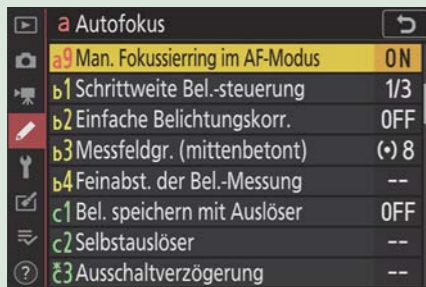 a Autofokus
a9 Man. Fokussierring im AF-Modus ON
b1 Schrittweite Bel.-steuerung 1/3
b2 Einfache Belichtungskorr. OFF
b3 Messfeldgr. (mittenbetont) (•) 8
b4 Feinabst. der Bel.-Messung --
c1 Bel. speichern mit Auslöser OFF
c2 Selbstauslöser --
c3 Ausschaltverzögerung --
?